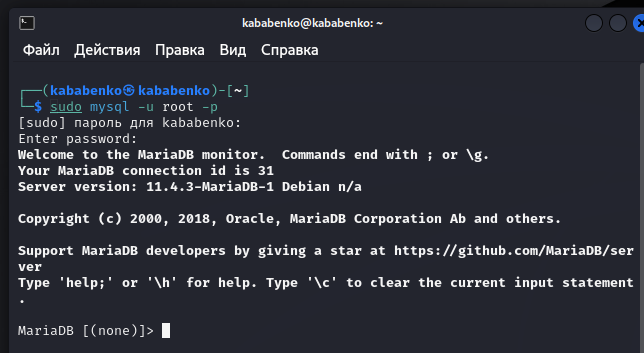 kababenko@kababenko: ~
Файл Действия Правка Вид Справка
┌──(kababenko㉿kababenko)-[~]
└─$ sudo mysql -u root -p
[sudo] пароль для kababenko:
Enter password:
Welcome to the MariaDB monitor.  Commands end with ; or \g.
Your MariaDB connection id is 31
Server version: 11.4.3-MariaDB-1 Debian n/a
Copyright (c) 2000, 2018, Oracle, MariaDB Corporation Ab and others.
Support MariaDB developers by giving a star at https://github.com/MariaDB/ser
ver
Type 'help;' or '\h' for help. Type '\c' to clear the current input statement
.
MariaDB [(none)]>